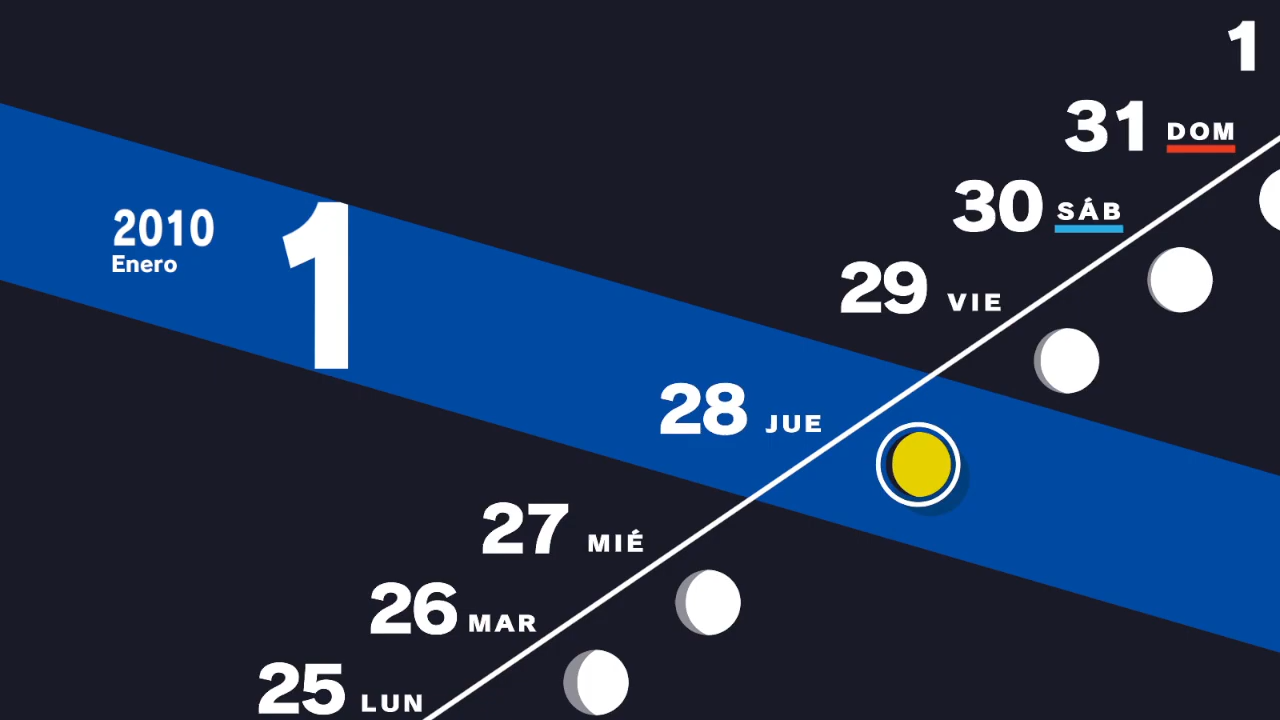 1
31 DOM
30 SÁB
2010
Enero
1
29 VIE
28 JUE
27 MIÉ
26 MAR
25 LUN